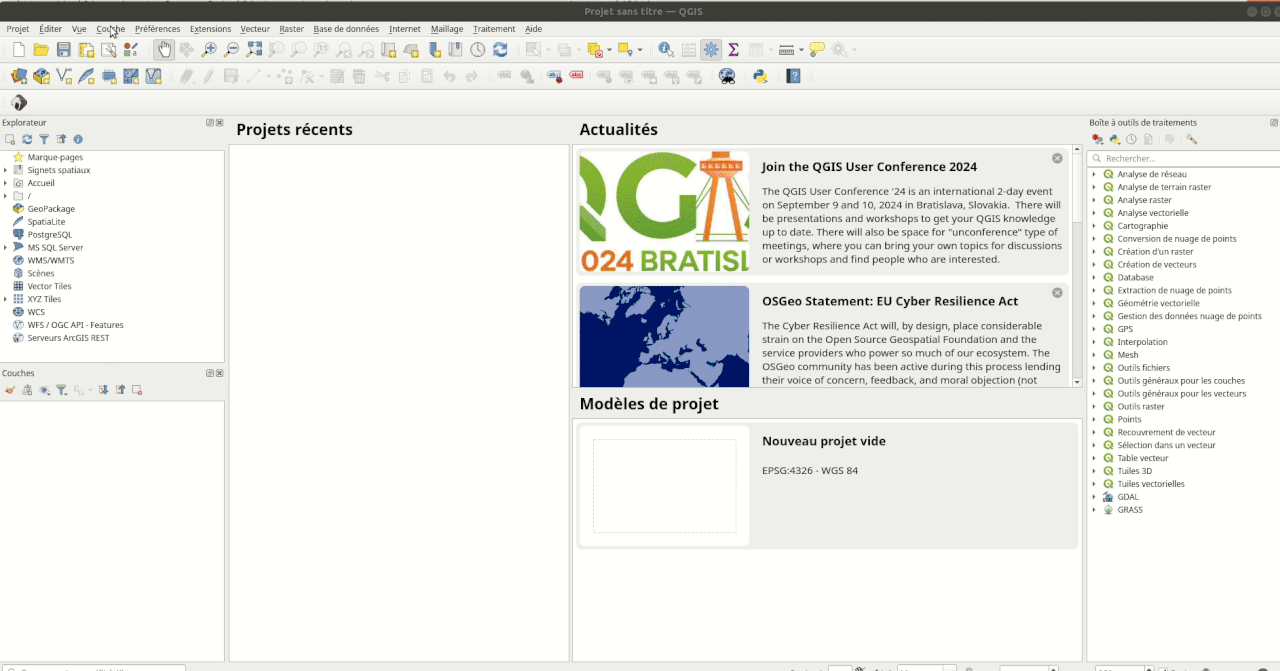 Projet sans titre — QGIS
Projet Éditer Vue Couche Préférences Extensions Vecteur Raster Base de données Internet Maillage Traitement Aide
Explorateur
Marque-pages
Signets spatiaux
Accueil
/
GeoPackage
SpatiaLite
PostgreSQL
MS SQL Server
WMS/WMTS
Scènes
Vector Tiles
XYZ Tiles
WCS
WFS / OGC API - Features
Serveurs ArcGIS REST
Couches
Projets récents
Actualités
Join the QGIS User Conference 2024
The QGIS User Conference '24 is an international 2-day event
on September 9 and 10, 2024 in Bratislava, Slovakia. There will
be presentations and workshops to get your QGIS knowledge
up to date. There will also be space for "unconference" type of
meetings, where you can bring your own topics for discussions
or workshops and find people who are interested.
024 BRATISL
OSGeo Statement: EU Cyber Resilience Act
The Cyber Resilience Act will, by design, place considerable
strain on the Open Source Geospatial Foundation and the
service providers who power so much of our ecosystem. The
OSGeo community has been active during this process lending
their voice of concern, feedback, and moral objection (not
Modèles de projet
Nouveau projet vide
EPSG:4326 - WGS 84
Boîte à outils de traitements
Rechercher...
Analyse de réseau
Analyse de terrain raster
Analyse raster
Analyse vectorielle
Cartographie
Conversion de nuage de points
Création d'un raster
Création de vecteurs
Database
Extraction de nuage de points
Géométrie vectorielle
Gestion des données nuage de points
GPS
Interpolation
Mesh
Outils fichiers
Outils généraux pour les couches
Outils généraux pour les vecteurs
Outils raster
Points
Recouvrement de vecteur
Sélection dans un vecteur
Table vecteur
Tuiles 3D
Tuiles vectorielles
GDAL
GRASS